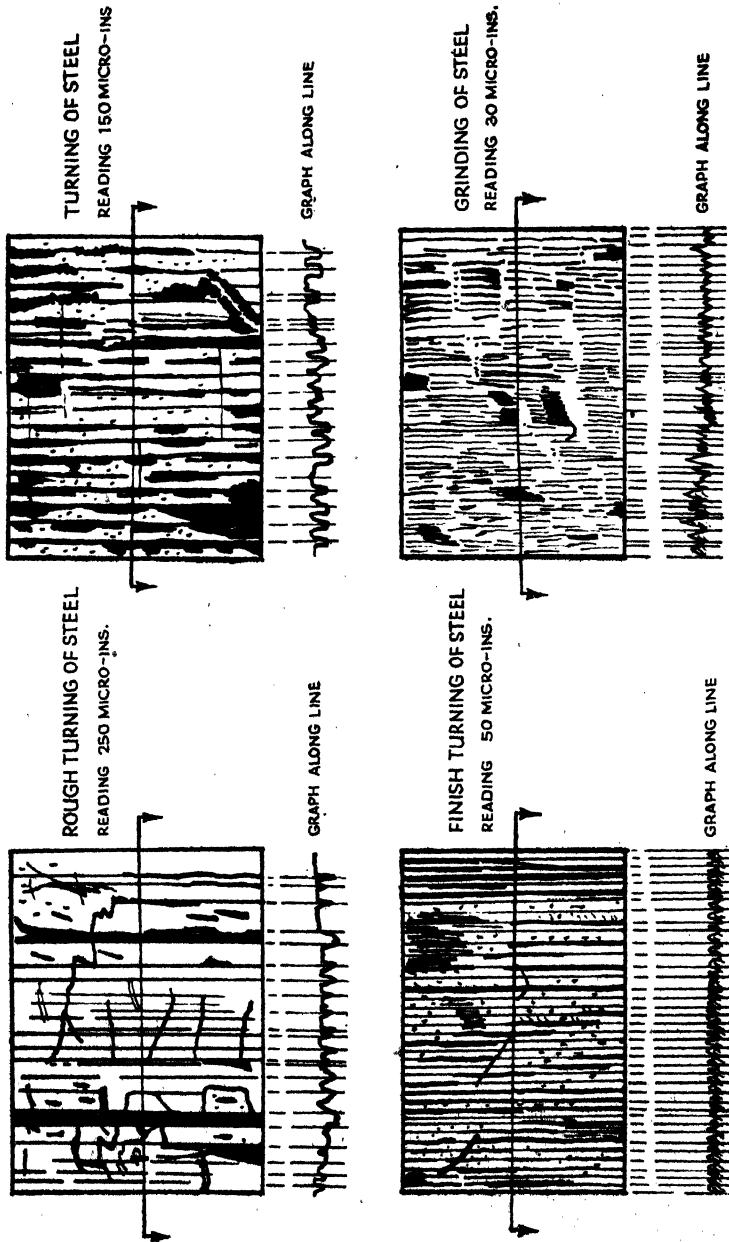 ROUGH TURNING OF STEEL
READING 250 MICRO-INS.
GRAPH ALONG LINE
TURNING OF STEEL
READING 150 MICRO-INS
GRAPH ALONG LINE
FINISH TURNING OF STEEL
READING 50 MICRO-INS.
GRAPH ALONG LINE
GRINDING OF STEEL
READING 30 MICRO-INS.
GRAPH ALONG LINE